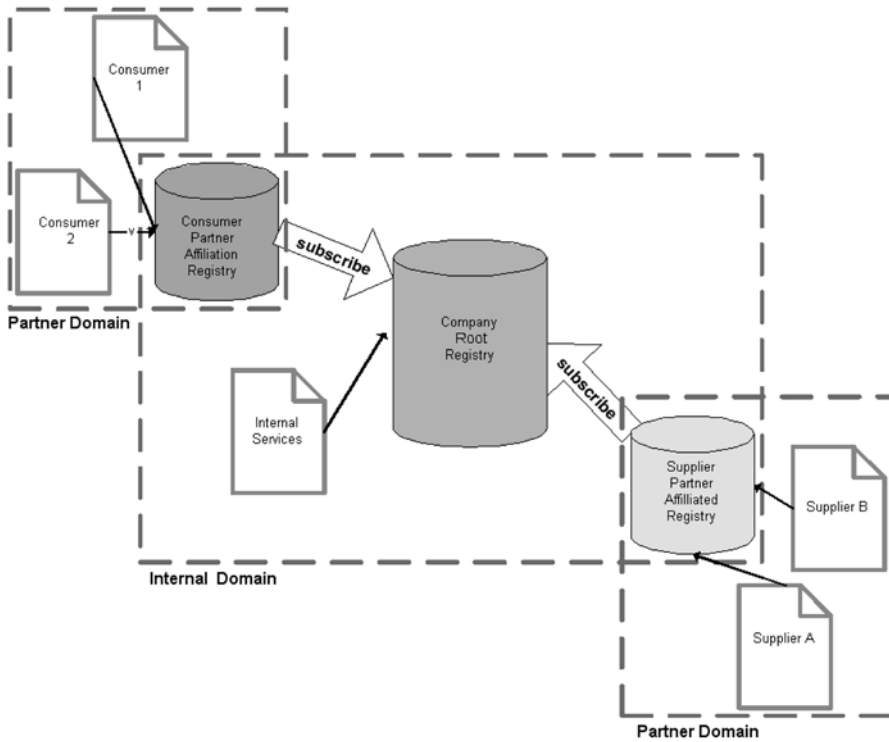 Consumer
1
Consumer
2
v
Consumer
Partner
Affiliation
Registry
subscribe
Partner Domain
Company
Root
Registry
Internal
Services
subscribe
Supplier
Partner
Affilliated
Registry
Supplier B
Internal Domain
Supplier A
Partner Domain